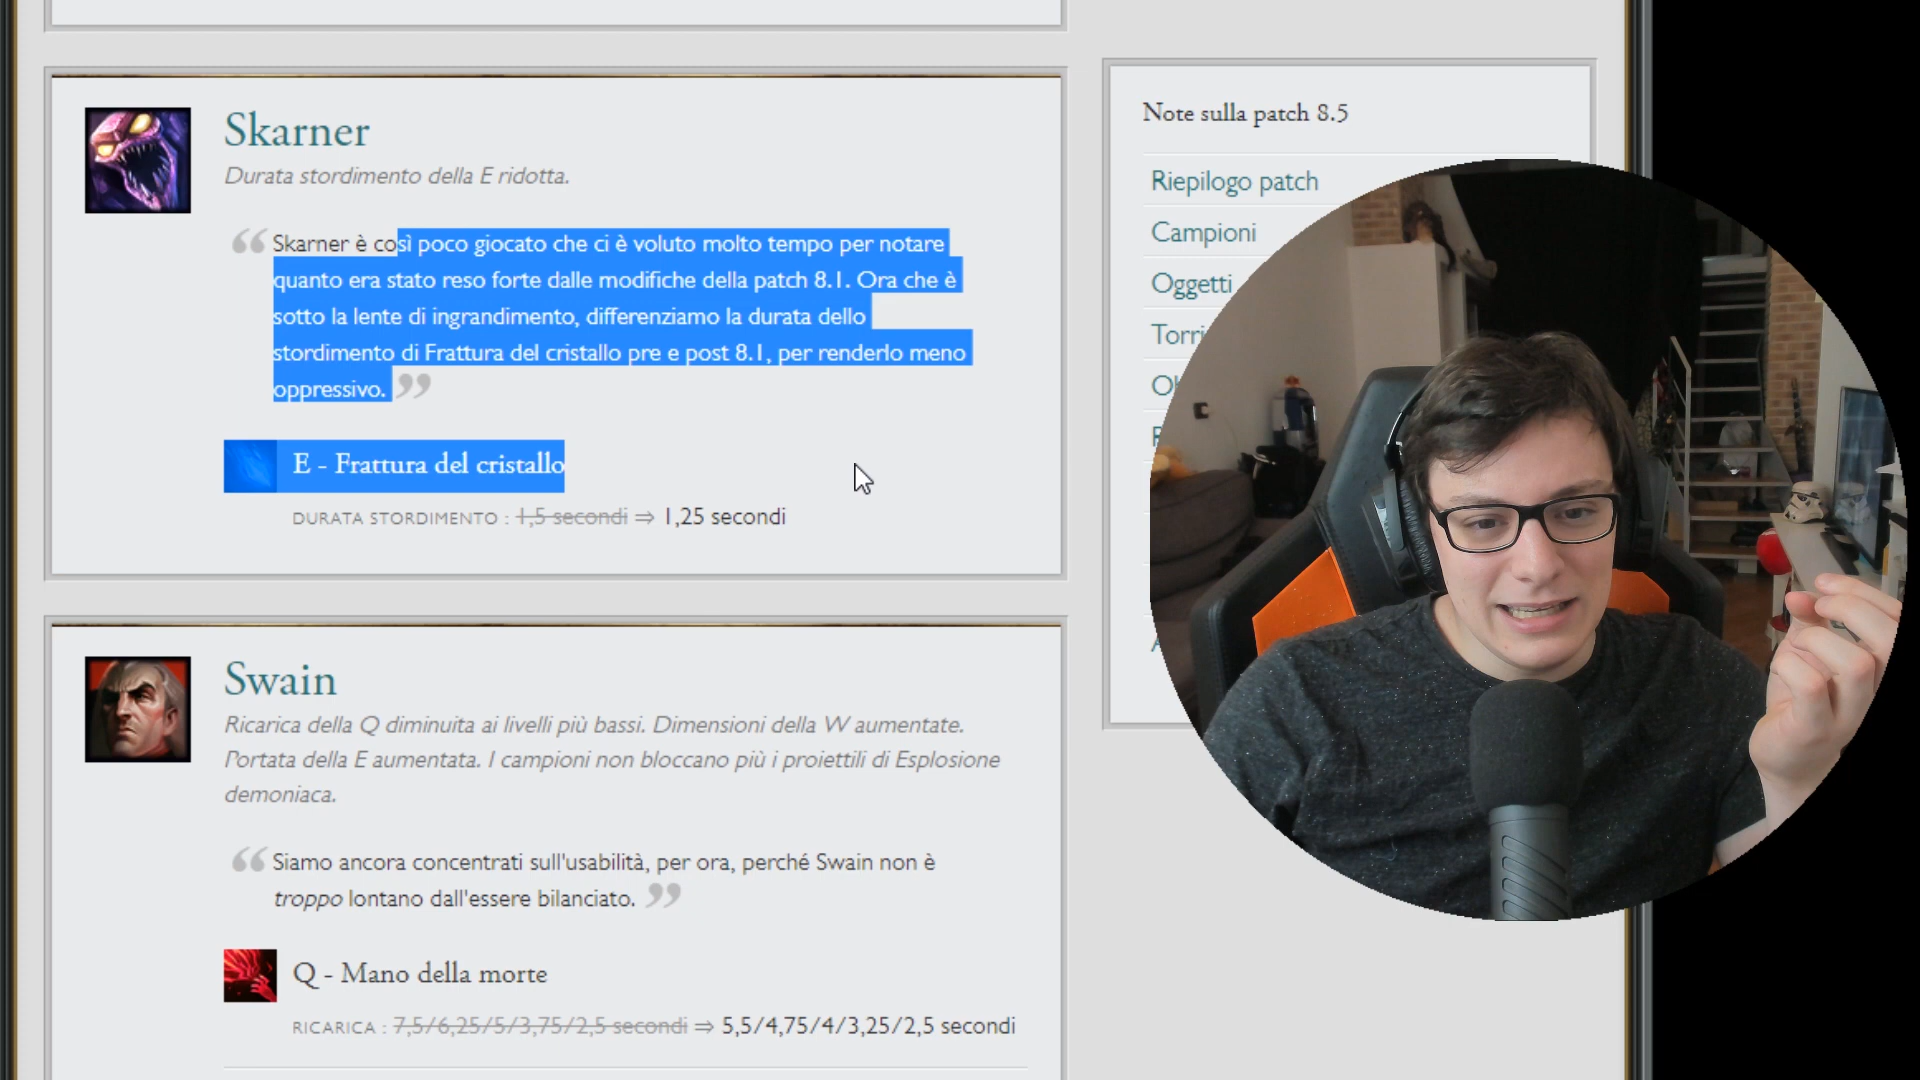 Skarner
Durata stordimento della E ridotta.
“ Skarner è così poco giocato che ci è voluto molto tempo per notare
quanto era stato reso forte dalle modifiche della patch 8.1. Ora che è
sotto la lente di ingrandimento, differenziamo la durata dello
stordimento di Frattura del cristallo pre e post 8.1, per renderlo meno
oppressivo. ”
E - Frattura del cristallo
DURATA STORDIMENTO : 1,5 secondi ⇒ 1,25 secondi
Swain
Ricarica della Q diminuita ai livelli più bassi. Dimensioni della W aumentate.
Portata della E aumentata. I campioni non bloccano più i proiettili di Esplosione
demoniaca.
“ Siamo ancora concentrati sull'usabilità, per ora, perché Swain non è
troppo lontano dall'essere bilanciato. ”
Q - Mano della morte
RICARICA : 7,5/6,25/5/3,75/2,5 secondi ⇒ 5,5/4,75/4/3,25/2,5 secondi
Note sulla patch 8.5
Riepilogo patch
Campioni
Oggetti